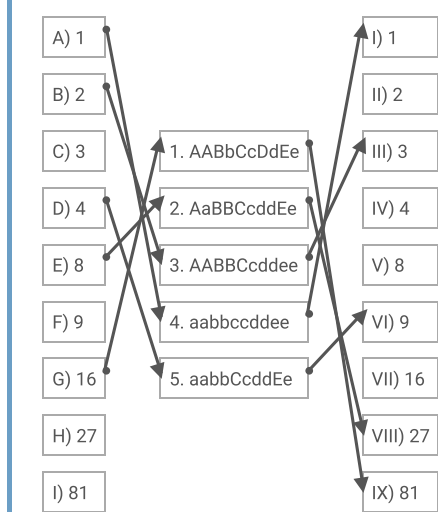 A) 1
B) 2
C) 3
D) 4
E) 8
F) 9
G) 16
H) 27
I) 81
1. AABbCcDdEe
2. AaBBCcddEe
3. AABBCcddee
4. aabbccddee
5. aabbCcddEe
I) 1
II) 2
III) 3
IV) 4
V) 8
VI) 9
VII) 16
VIII) 27
IX) 81